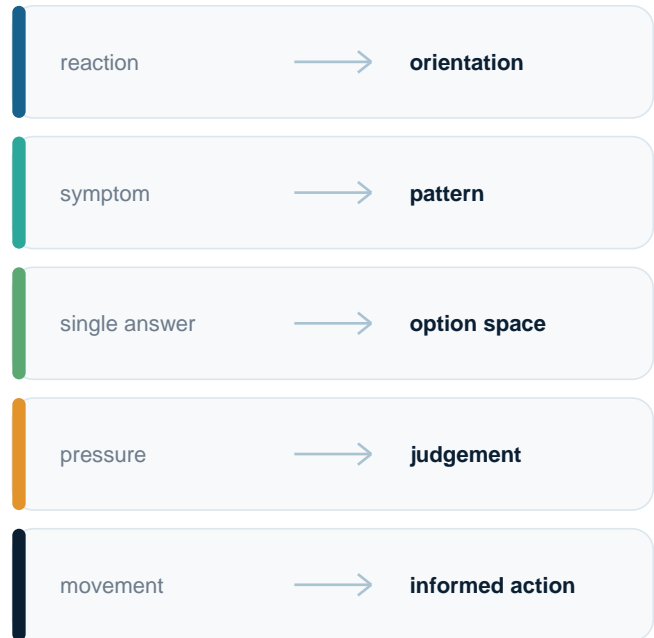 reaction → orientation
symptom → pattern
single answer → option space
pressure → judgement
movement → informed action